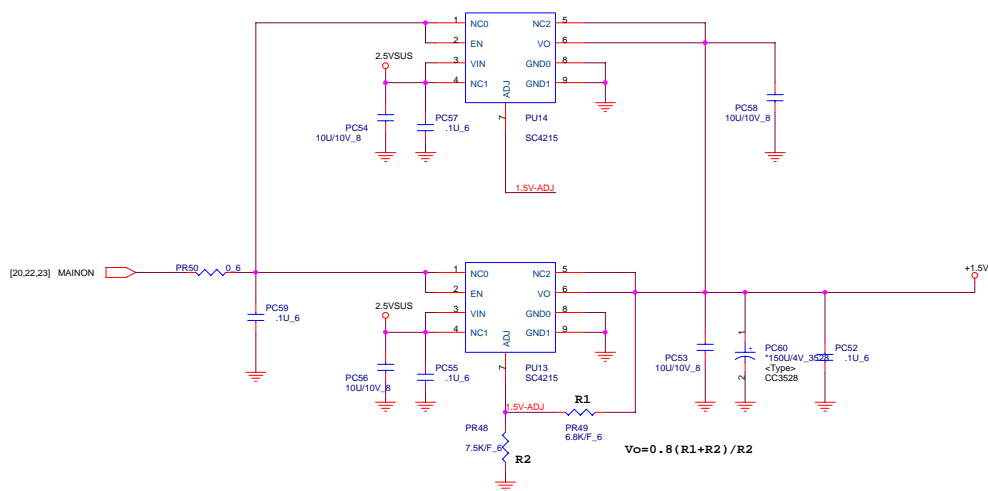 1 NC0 NC2 5
2 EN VO 6
3 VIN GND0 8
4 NC1 GND1 9
ADJ
7
2.5VSUS
PC54
10U/10V_8
PC57
.1U_6
PU14
SC4215
PC58
10U/10V_8
1.5V-ADJ
[20,22,23] MAINON
PR50 0_6
PC59
.1U_6
1 NC0 NC2 5
2 EN VO 6
3 VIN GND0 8
4 NC1 GND1 9
ADJ
7
2.5VSUS
PC56
10U/10V_8
PC55
.1U_6
PU13
SC4215
+1.5V
PC53
10U/10V_8
1
+
2
PC60
*150U/4V_3528
<Type>
CC3528
PC52
.1U_6
1.5V-ADJ
R1
PR49
6.8K/F_6
PR48
7.5K/F_6
R2
Vo=0.8(R1+R2)/R2